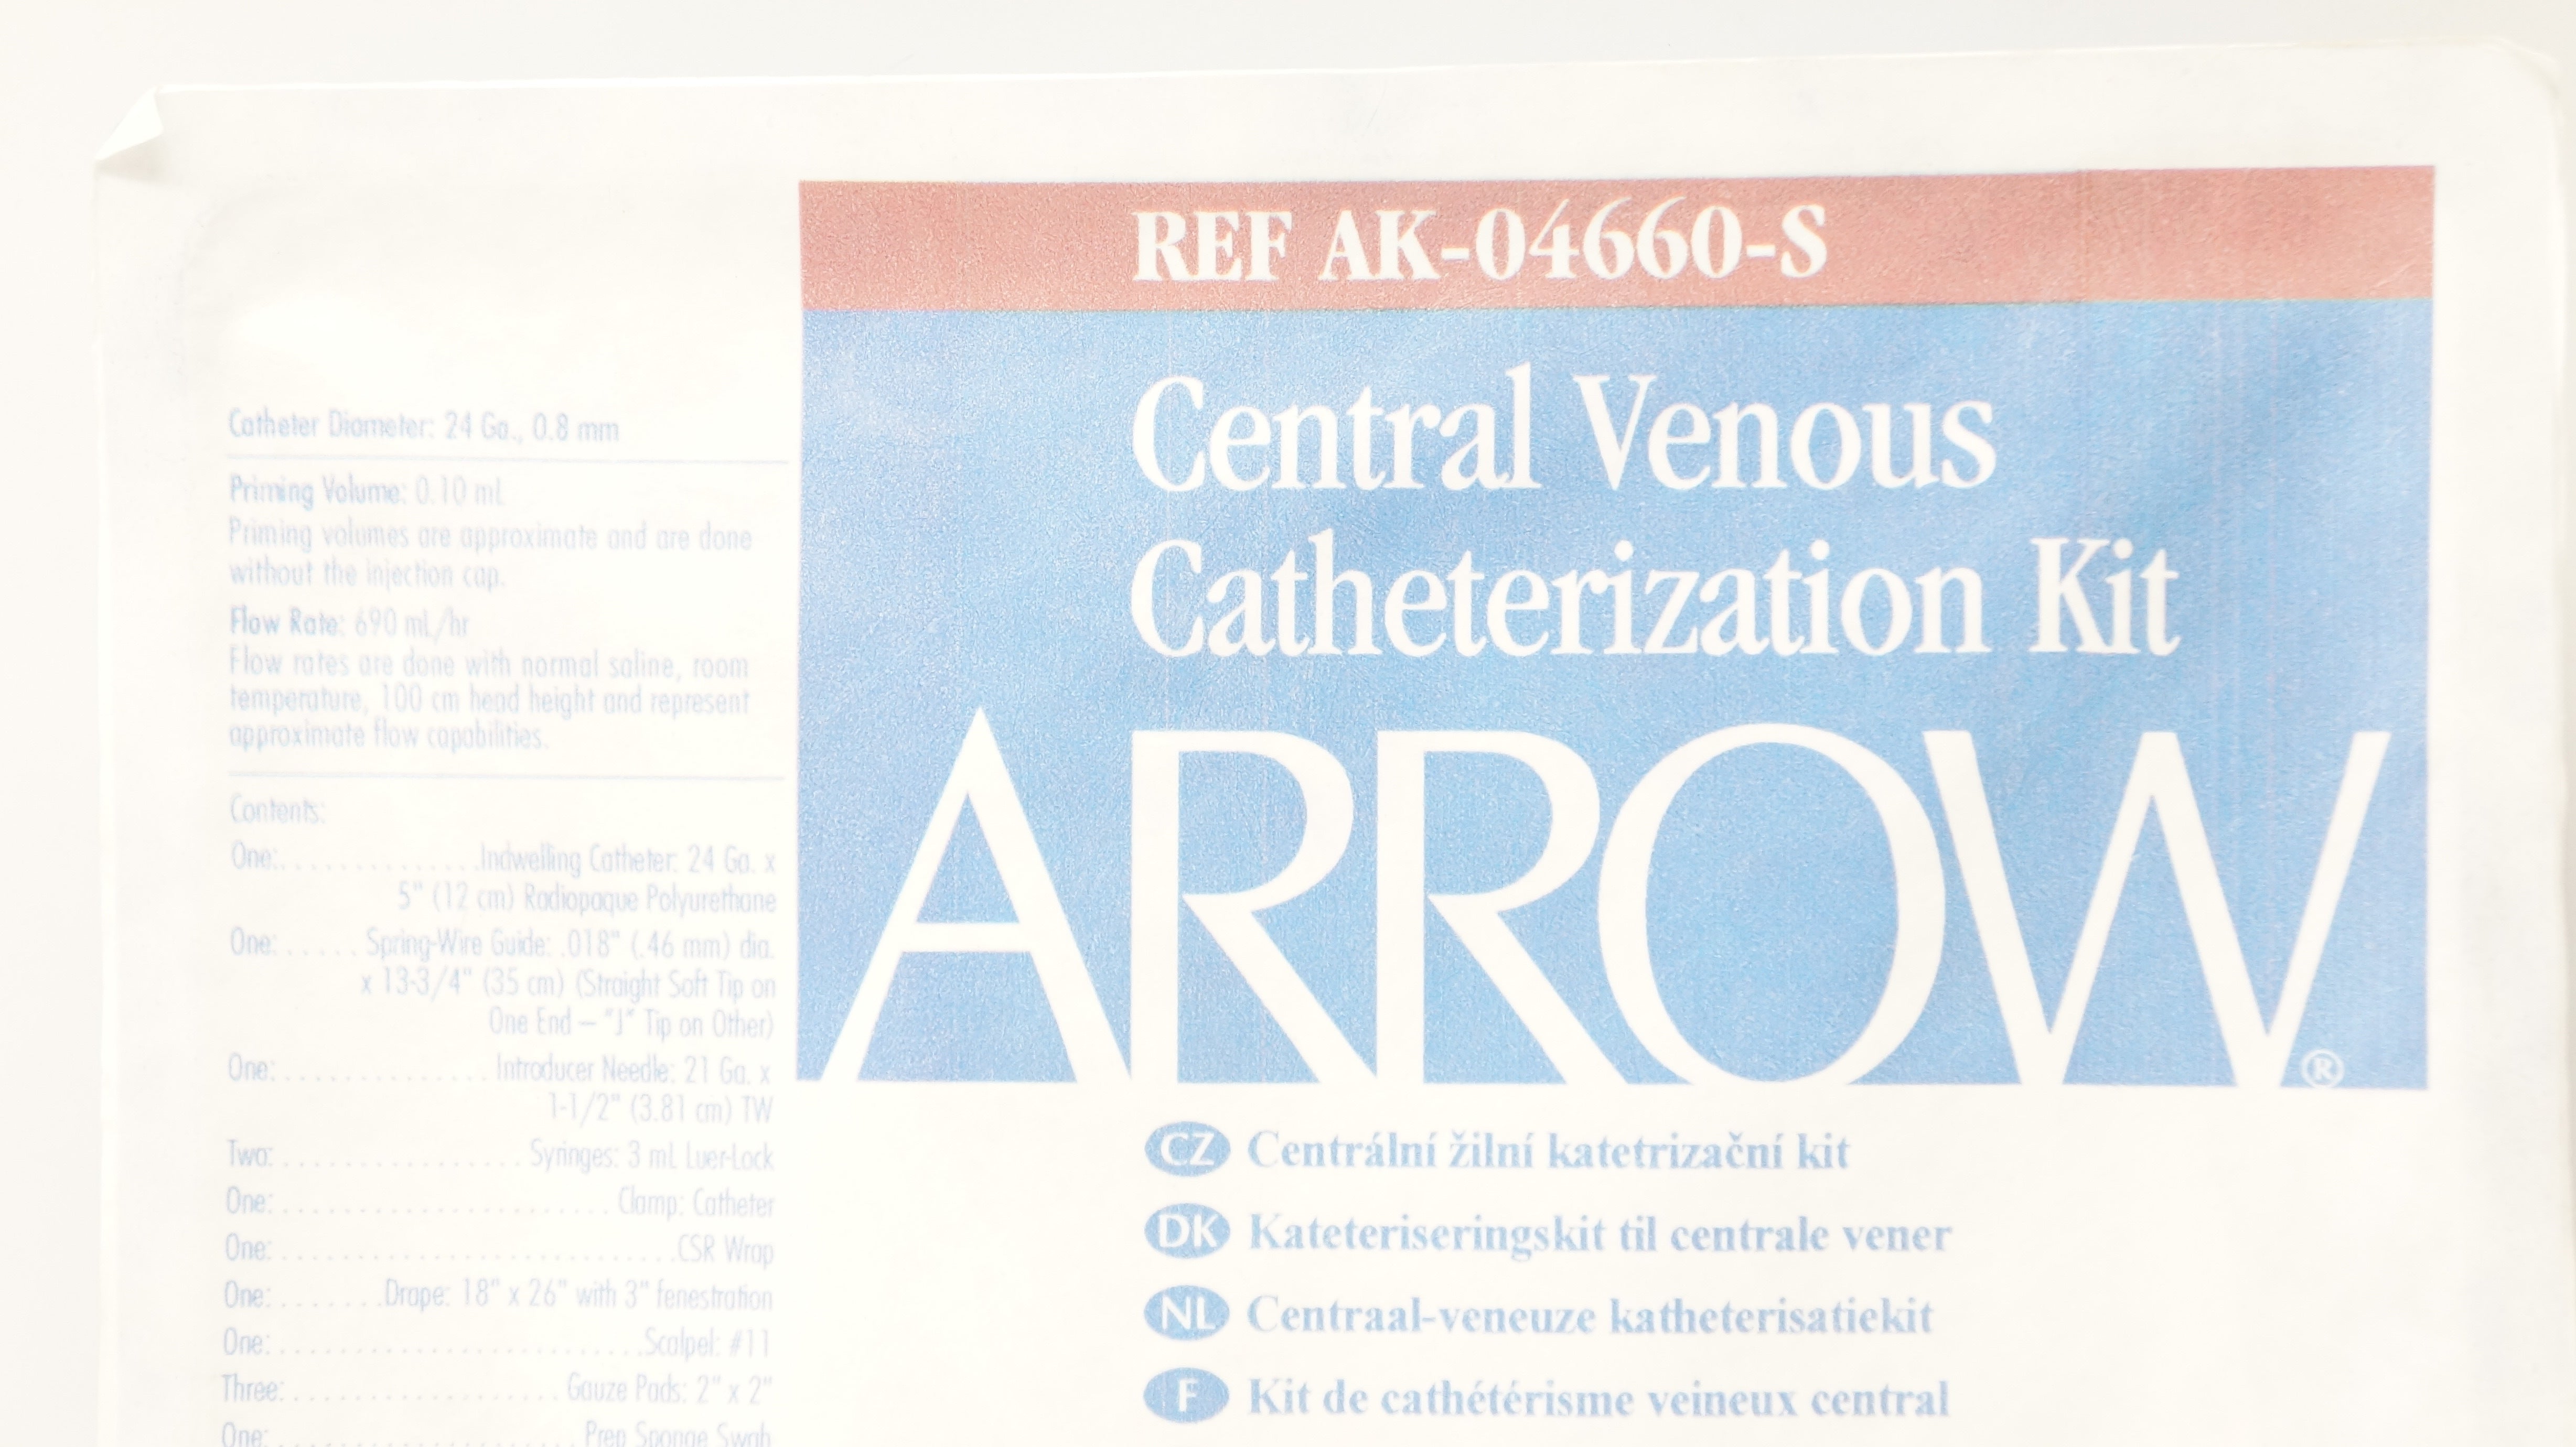 Catheter Diameter: 24 Ga., 0.8 mm
Priming Volume: 0.10 mL
Priming volumes are approximate and are done
without the injection cap.
Flow Rate: 690 mL/hr
Flow rates are done with normal saline, room
temperature, 100 cm head height and represent
approximate flow capabilities.
Contents:
One:..............Indwelling Catheter: 24 Ga. x
5" (12 cm) Radiopaque Polyurethane
One:......Spring-Wire Guide: .018" (.46 mm) dia.
x 13-3/4" (35 cm) (Straight Soft Tip on
One End – "J" Tip on Other)
One:..............Introducer Needle: 21 Ga. x
1-1/2" (3.81 cm) TW
Two:.................Syringes: 3 mL Luer-Lock
One:.......................Clamp: Catheter
One:...........................CSR Wrap
One:.......Drape: 18" x 26" with 3" fenestration
One:.........................Scalpel: #11
Three:...................Gauze Pads: 2" x 2"
One:.....................Prep Sponge Swab
REF AK-04660-S
Central Venous
Catheterization Kit
ARROW®
CZ Centrální žilní katetrizační kit
DK Kateteriseringskit til centrale vener
NL Centraal-veneuze katheterisatiekit
F Kit de cathétérisme veineux central